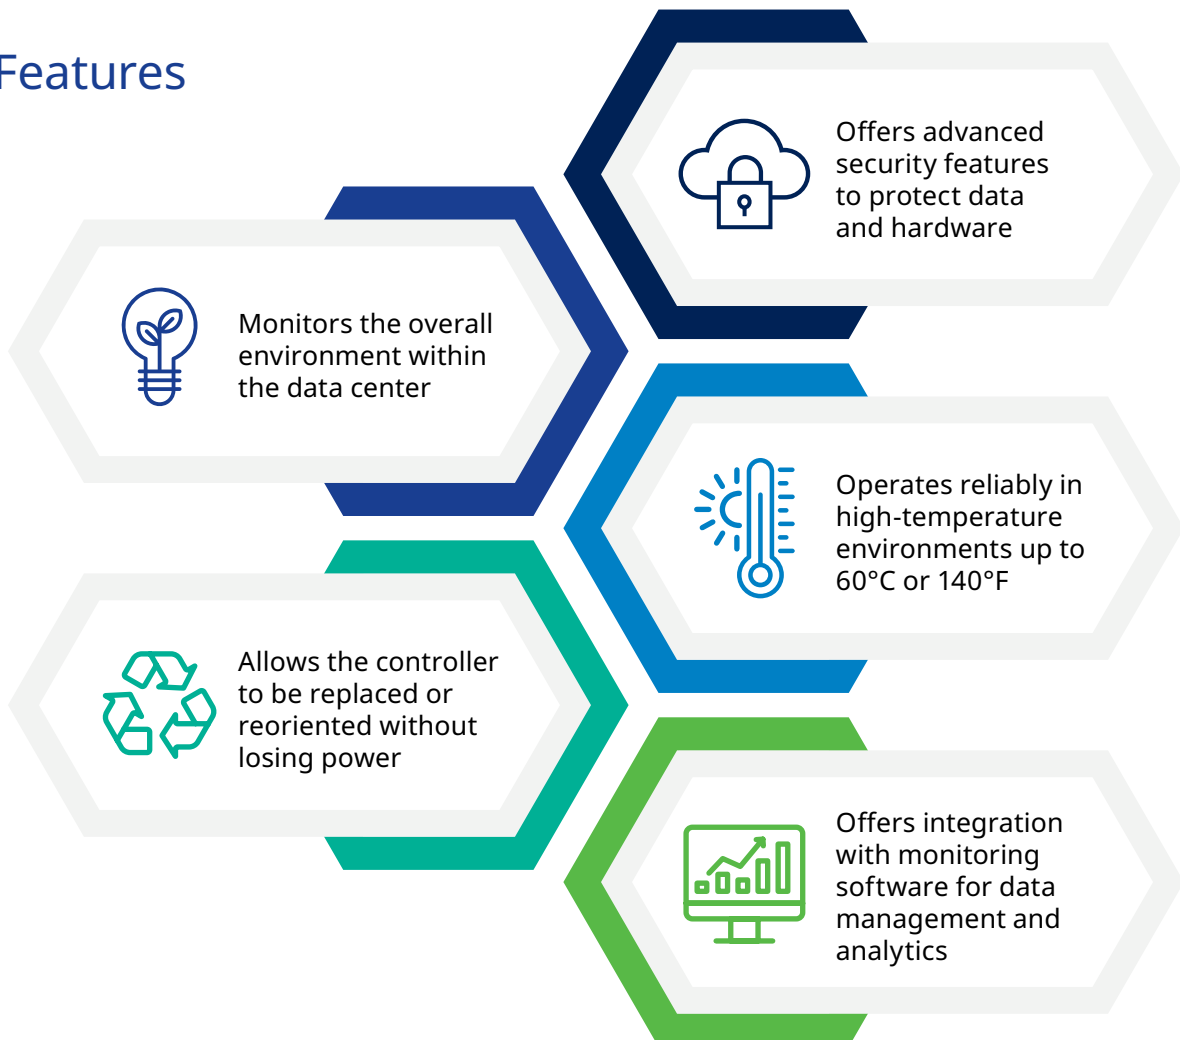 Features
Offers advanced
security features
to protect data
and hardware
Monitors the overall
environment within
the data center
Operates reliably in
high-temperature
environments up to
60°C or 140°F
Allows the controller
to be replaced or
reoriented without
losing power
Offers integration
with monitoring
software for data
management and
analytics